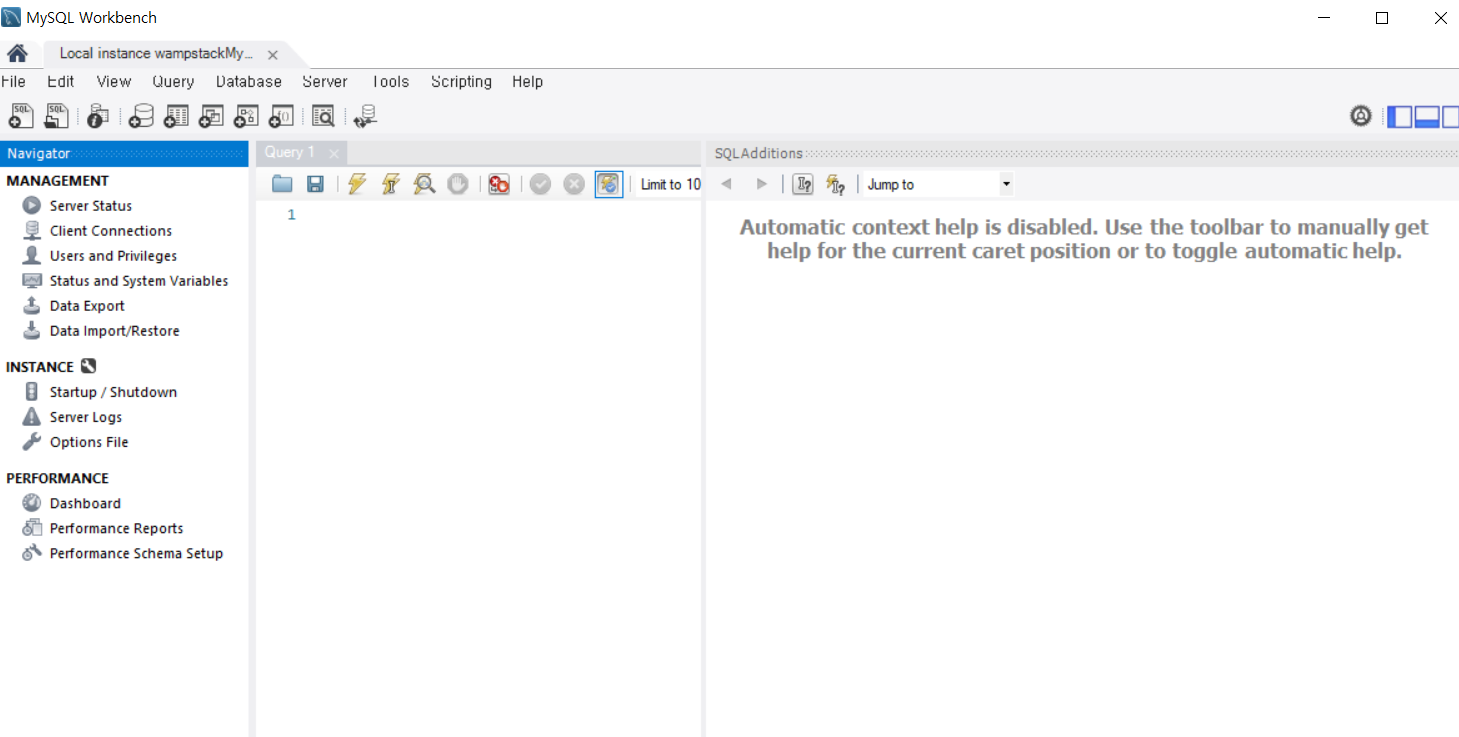 MySQL Workbench
Local instance wampstackMy...
File Edit View Query Database Server Tools Scripting Help
SQL SQL
Navigator
MANAGEMENT
Server Status
Client Connections
Users and Privileges
Status and System Variables
Data Export
Data Import/Restore
INSTANCE
Startup / Shutdown
Server Logs
Options File
PERFORMANCE
Dashboard
Performance Reports
Performance Schema Setup
Query 1
Limit to 10
1
SQLAdditions
Jump to
Automatic context help is disabled. Use the toolbar to manually get
help for the current caret position or to toggle automatic help.